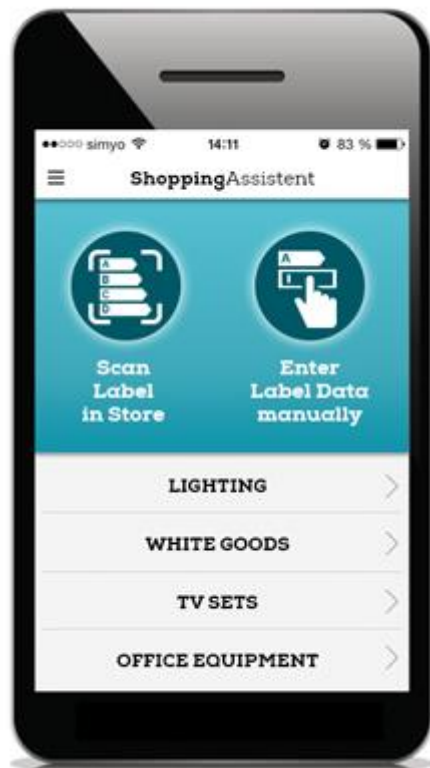 simyo 14:11 83 %
ShoppingAssistent
A
B
C
D
A
I
Scan
Label
in Store
Enter
Label Data
manually
LIGHTING
WHITE GOODS
TV SETS
OFFICE EQUIPMENT